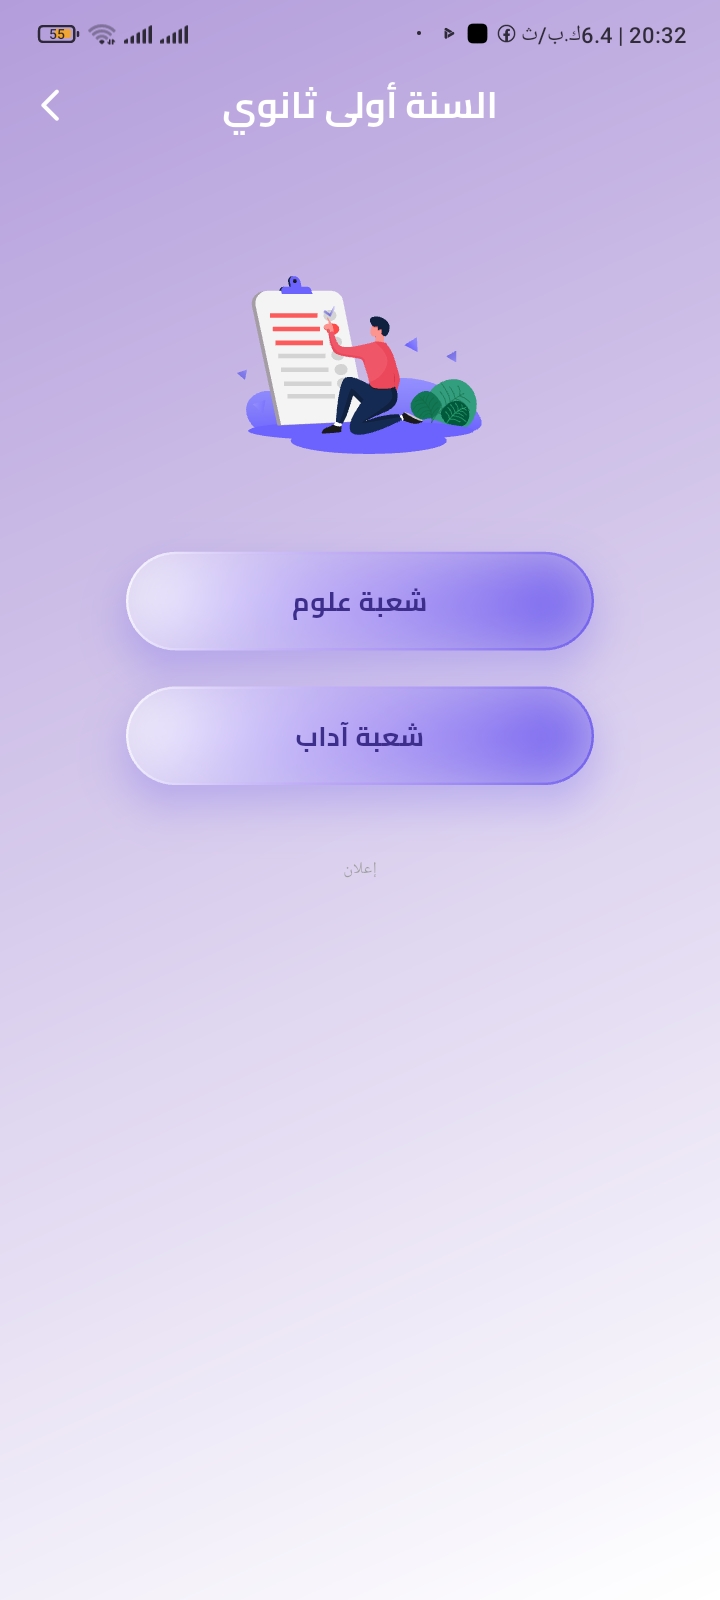 20:32 | 6.4ك.ب/ث
55
السنة أولى ثانوي
شعبة علوم
شعبة آداب
إعلان